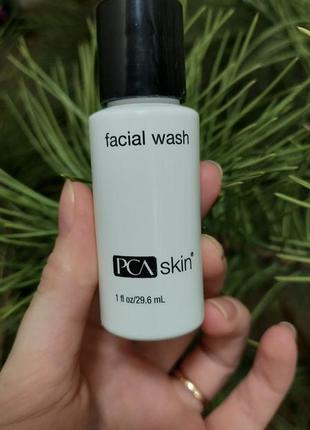 facial wash
PCA skin®
1 fl oz/29.6 mL